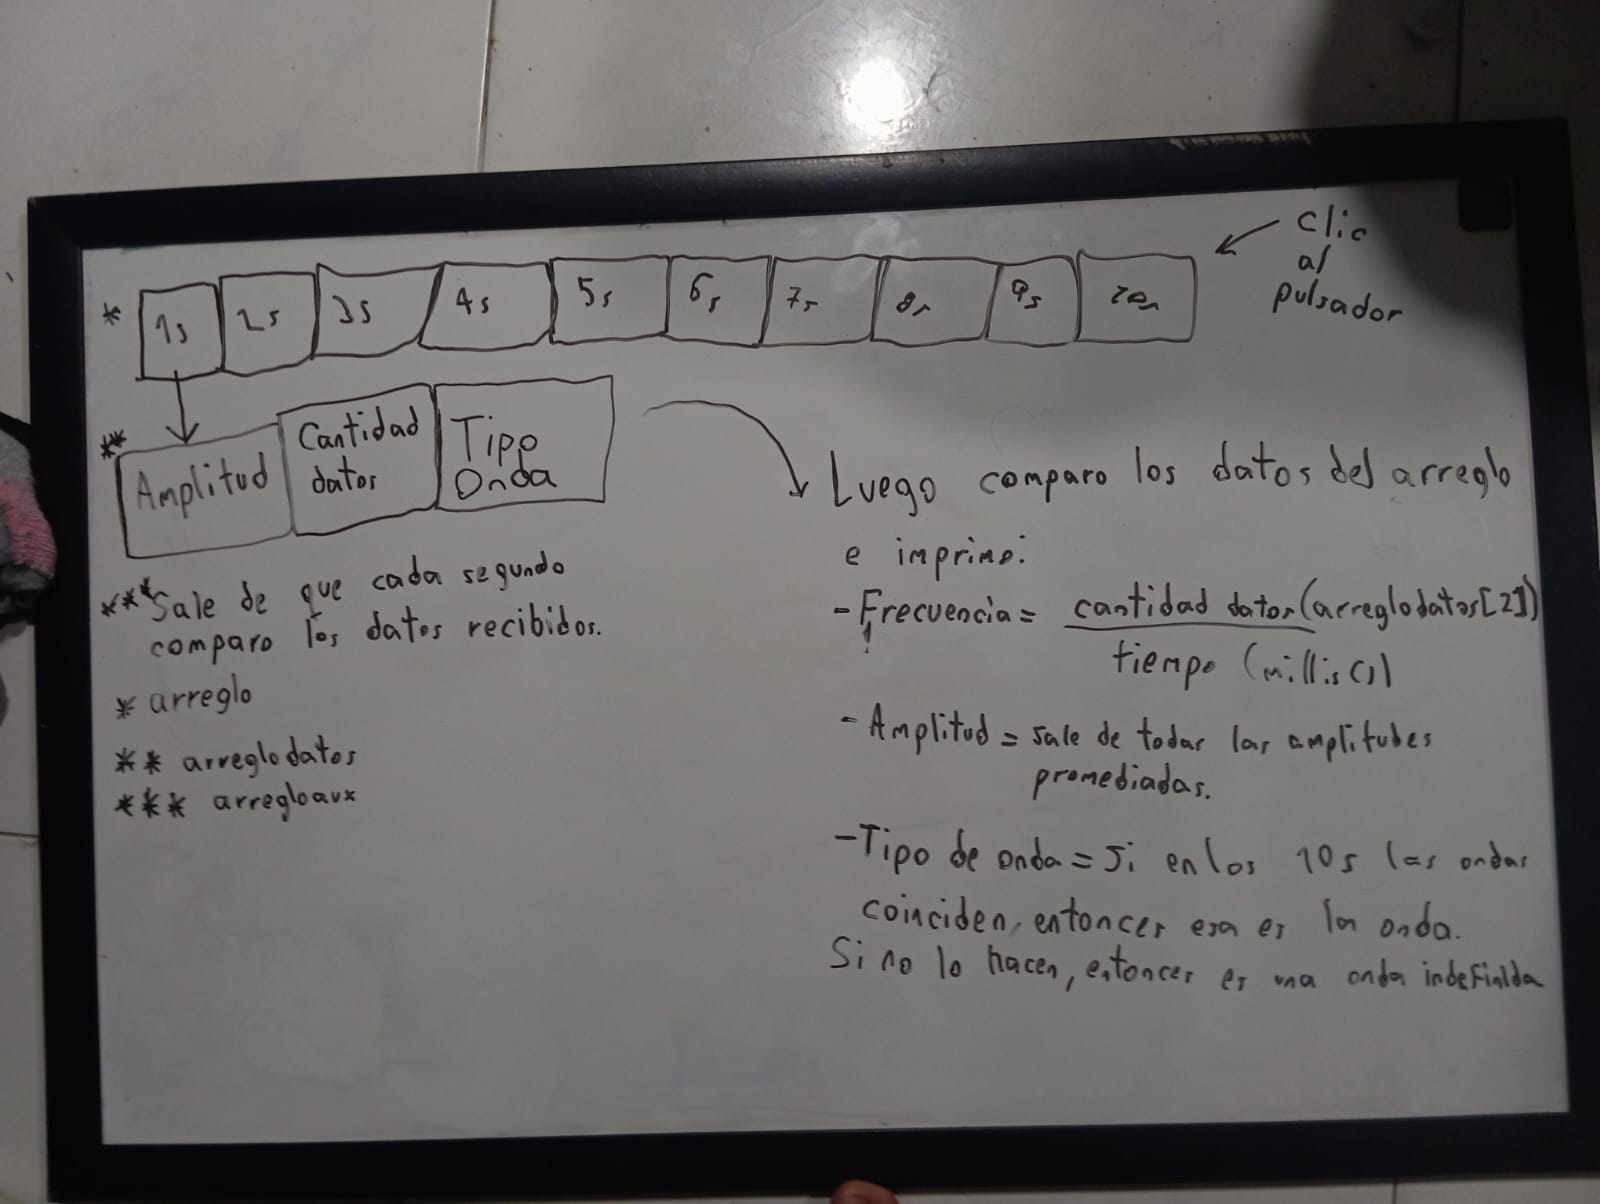 Clic
al
pulsador
* 1s 2s 3s 4s 5s 6s 7s 8s 9s 10s
** Amplitud Cantidad datos Tipo Onda
*** Sale de que cada segundo
comparo los datos recibidos.
* arreglo
** arreglodatos
*** arregloaux
Luego comparo los datos del arreglo
e imprimo:
- Frecuencia = cantidad datos (arreglodatos[2])
tiempo (millis())
- Amplitud = sale de todas las amplitudes
promediadas.
- Tipo de onda = Si en los 10s las ondas
coinciden, entonces esa es la onda.
Si no lo hacen, entonces es una onda indefinida